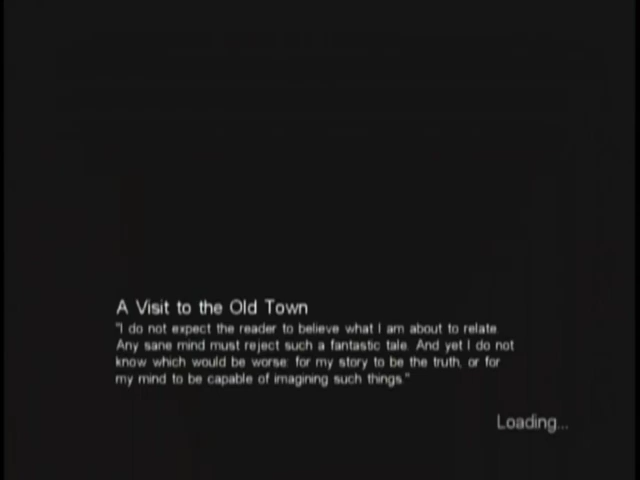 A Visit to the Old Town
"I do not expect the reader to believe what I am about to relate.
Any sane mind must reject such a fantastic tale. And yet I do not
know which would be worse: for my story to be the truth, or for
my mind to be capable of imagining such things."
Loading...